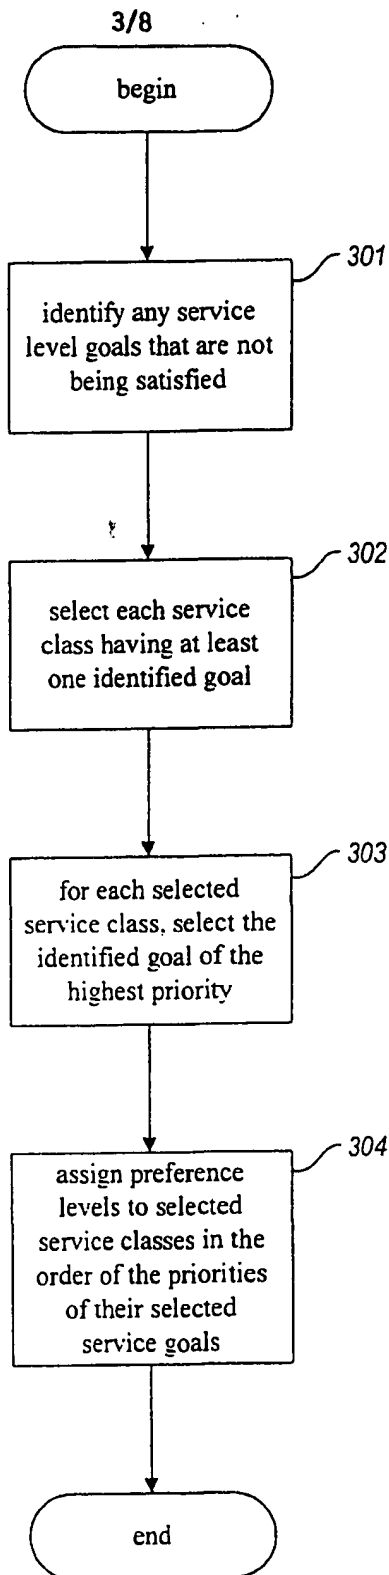 3/8
begin
301
identify any service
level goals that are not
being satisfied
302
select each service
class having at least
one identified goal
303
for each selected
service class, select the
identified goal of the
highest priority
304
assign preference
levels to selected
service classes in the
order of the priorities
of their selected
service goals
end